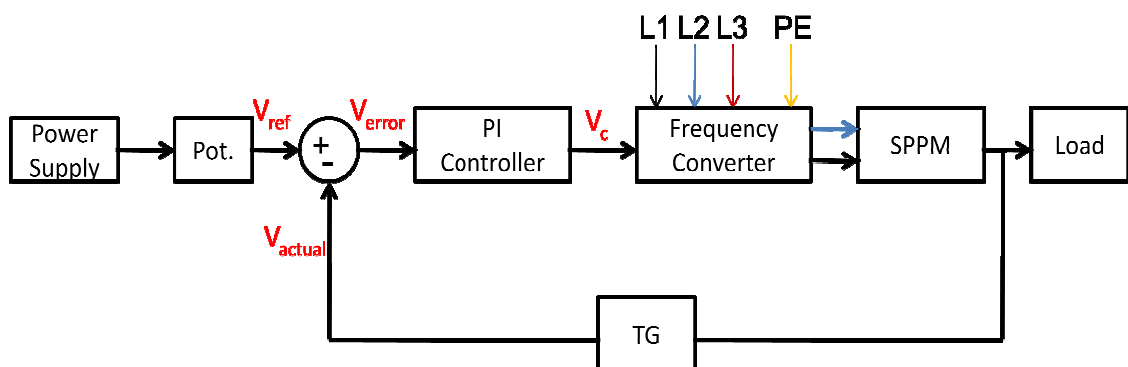 L1 L2 L3 PE
Power
Supply
Pot.
Vref
+
-
Verror
PI
Controller
Vc
Frequency
Converter
SPPM
Load
Vactual
TG